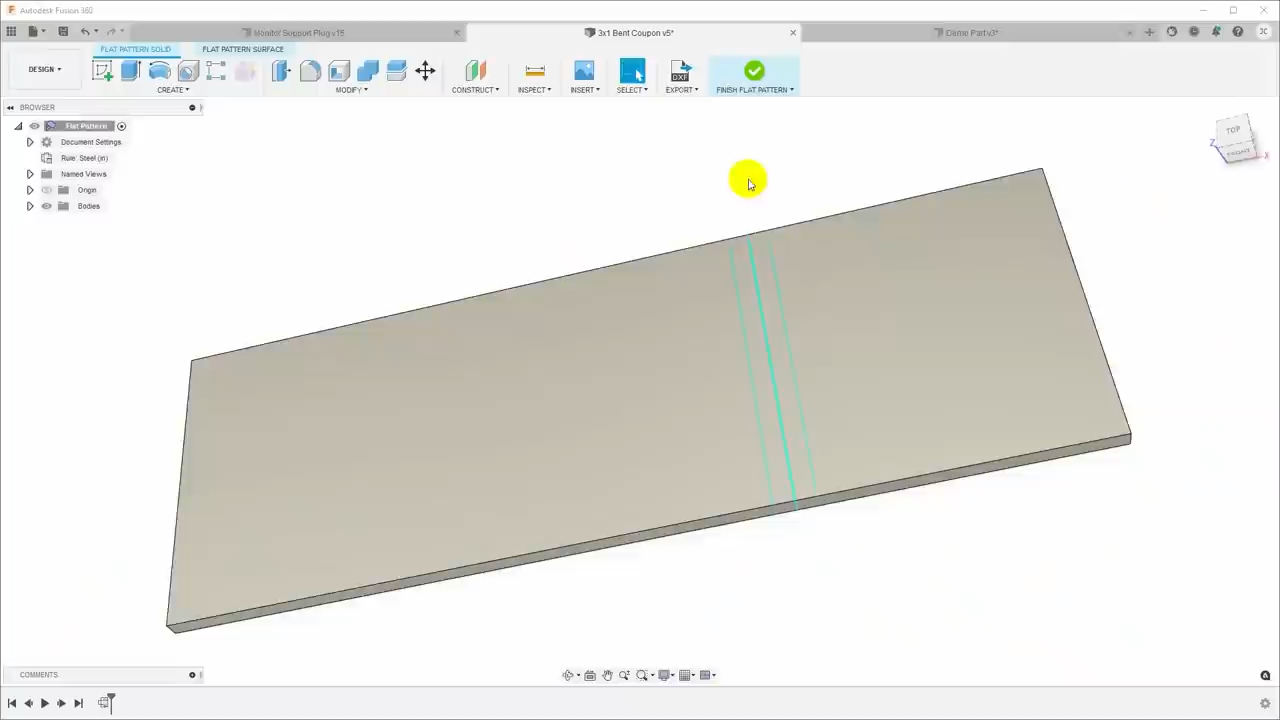 Autodesk Fusion 360
Monitor Support Plug v15
3x1 Bent Coupon v5*
Demo Part v3*
FLAT PATTERN SOLID
FLAT PATTERN SURFACE
DESIGN
CREATE
MODIFY
CONSTRUCT
INSPECT
INSERT
SELECT
DXF
EXPORT
FINISH FLAT PATTERN
BROWSER
Flat Pattern
Document Settings
Rule: Steel (in)
Named Views
Origin
Bodies
TOP
FRONT
Z
X
COMMENTS